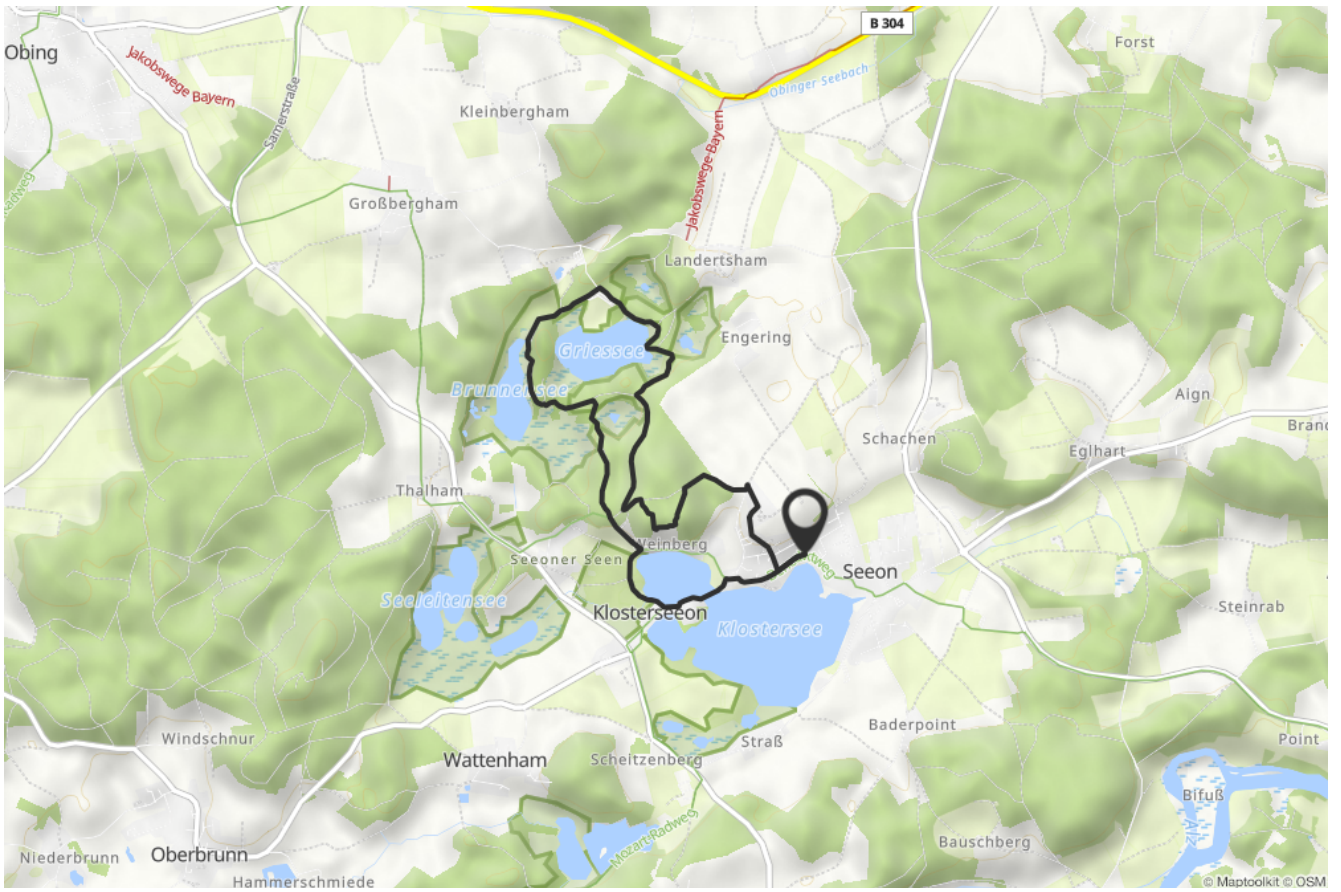 B 304
Forst
Obing
Jakobswege Bayern
Samerstraße
Obinger Seebach
Kleinbergham
Jakobswege Bayern
Großbergham
Landertsham
Engering
Griessee
Brunnensee
Aign
Schachen
Eglhart
Thalham
Weinberg
Seeoner Seen
Seeon
Seeleitensee
Klosterseeon
Klostersee
Steinrab
Windschnur
Baderpoint
Wattenham
Scheitzenberg
Straß
Point
Bifuß
Alz
Mozart-Radweg
Bauschberg
Niederbrunn
Oberbrunn
Hammerschmiede
© Maptoolkit © OSM